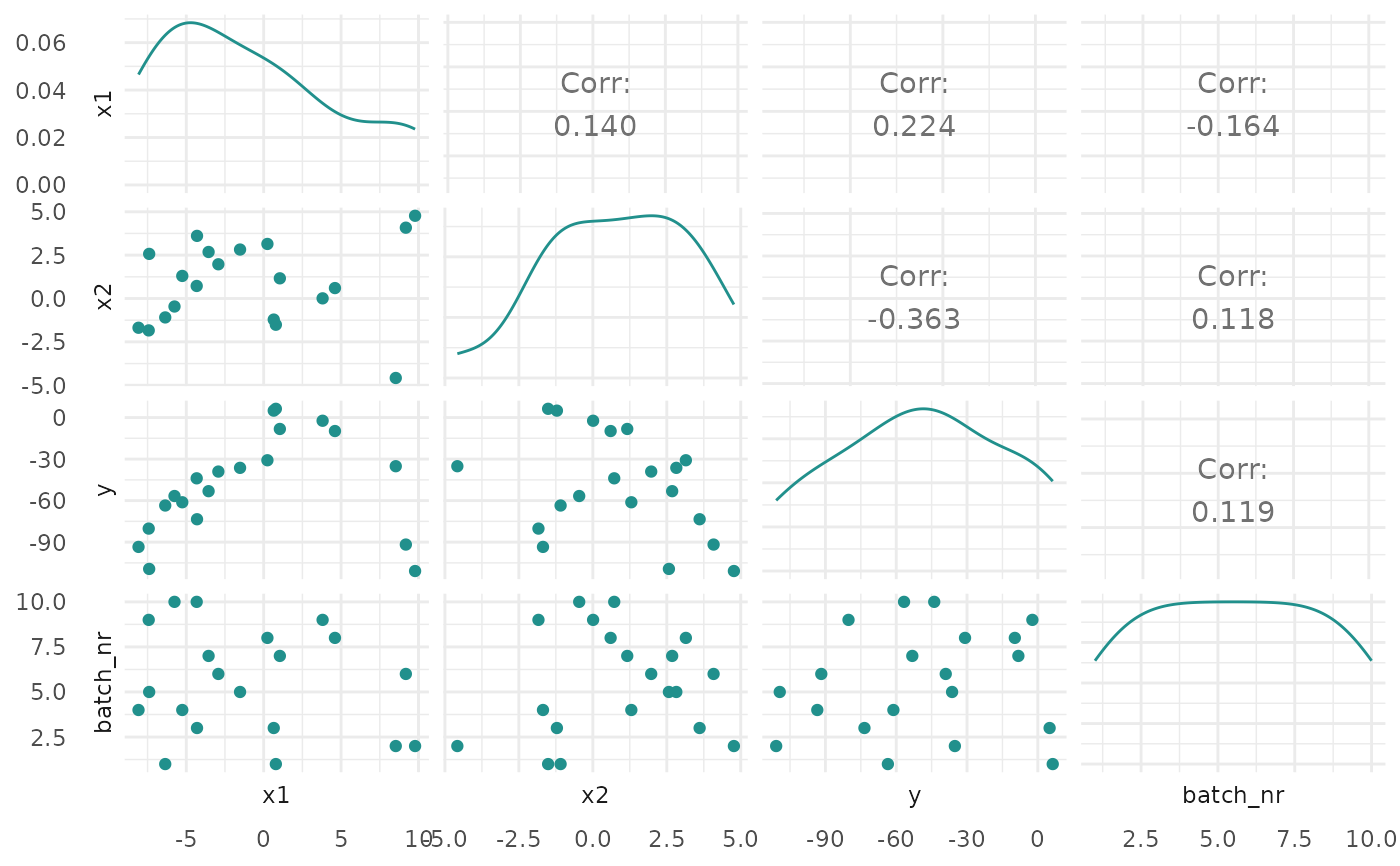 0.06
0.04
0.02
0.00
x1
Corr:
0.140
Corr:
0.224
Corr:
-0.164
5.0
2.5
0.0
-2.5
-5.0
x2
Corr:
-0.363
Corr:
0.118
0
-30
-60
-90
y
Corr:
0.119
10.0
7.5
5.0
2.5
batch_nr
x1 x2 y batch_nr
-5 0 5 10 -5.0 -2.5 0.0 2.5 5.0 -90 -60 -30 0 2.5 5.0 7.5 10.0